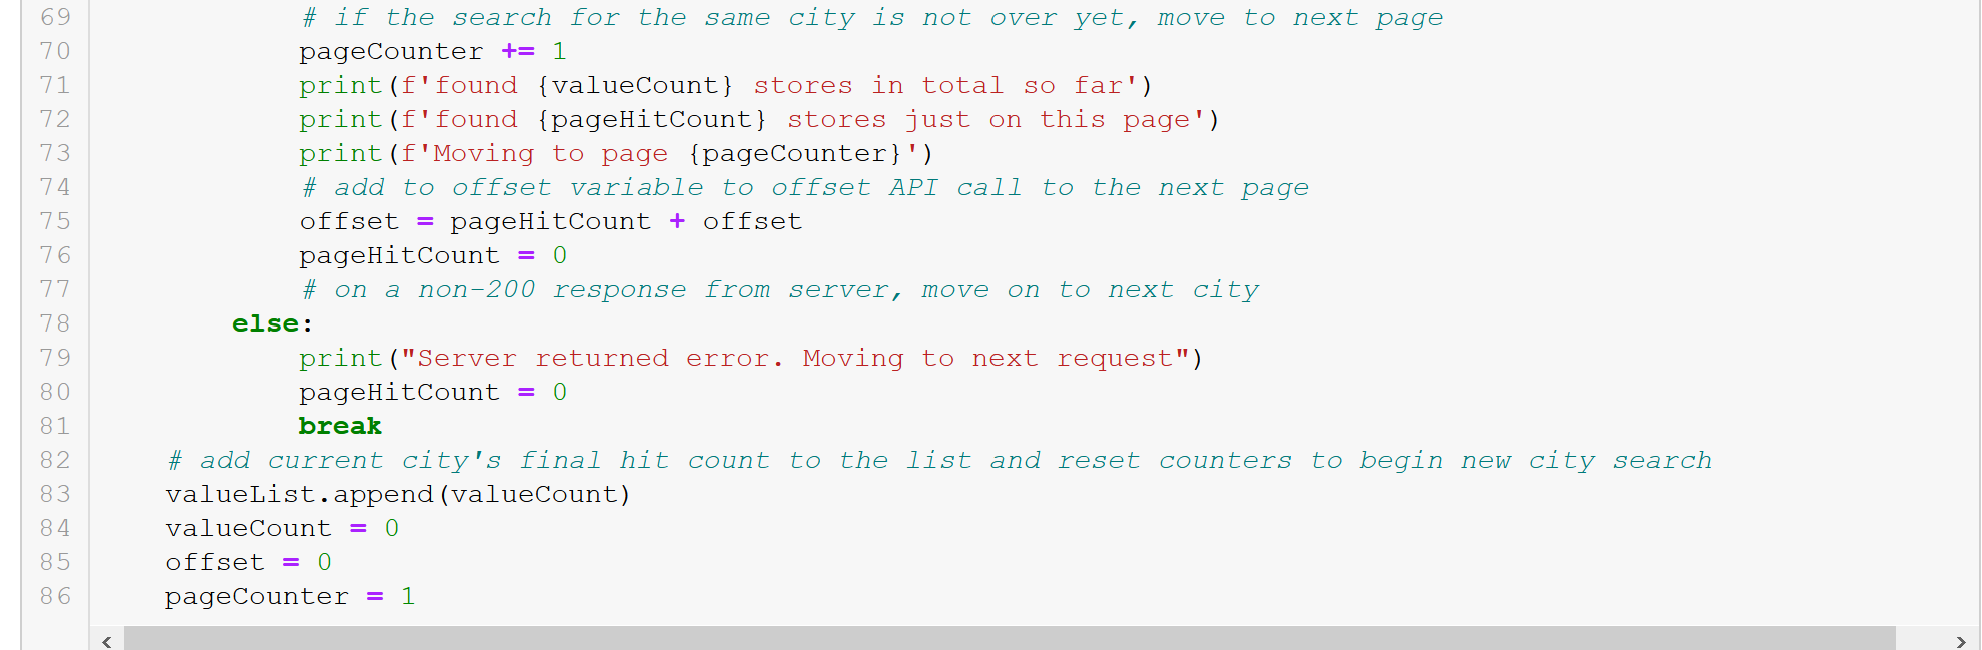 69 # if the search for the same city is not over yet, move to next page
70 pageCounter += 1
71 print(f'found {valueCount} stores in total so far')
72 print(f'found {pageHitCount} stores just on this page')
73 print(f'Moving to page {pageCounter}')
74 # add to offset variable to offset API call to the next page
75 offset = pageHitCount + offset
76 pageHitCount = 0
77 # on a non-200 response from server, move on to next city
78 else:
79 print("Server returned error. Moving to next request")
80 pageHitCount = 0
81 break
82 # add current city's final hit count to the list and reset counters to begin new city search
83 valueList.append(valueCount)
84 valueCount = 0
85 offset = 0
86 pageCounter = 1